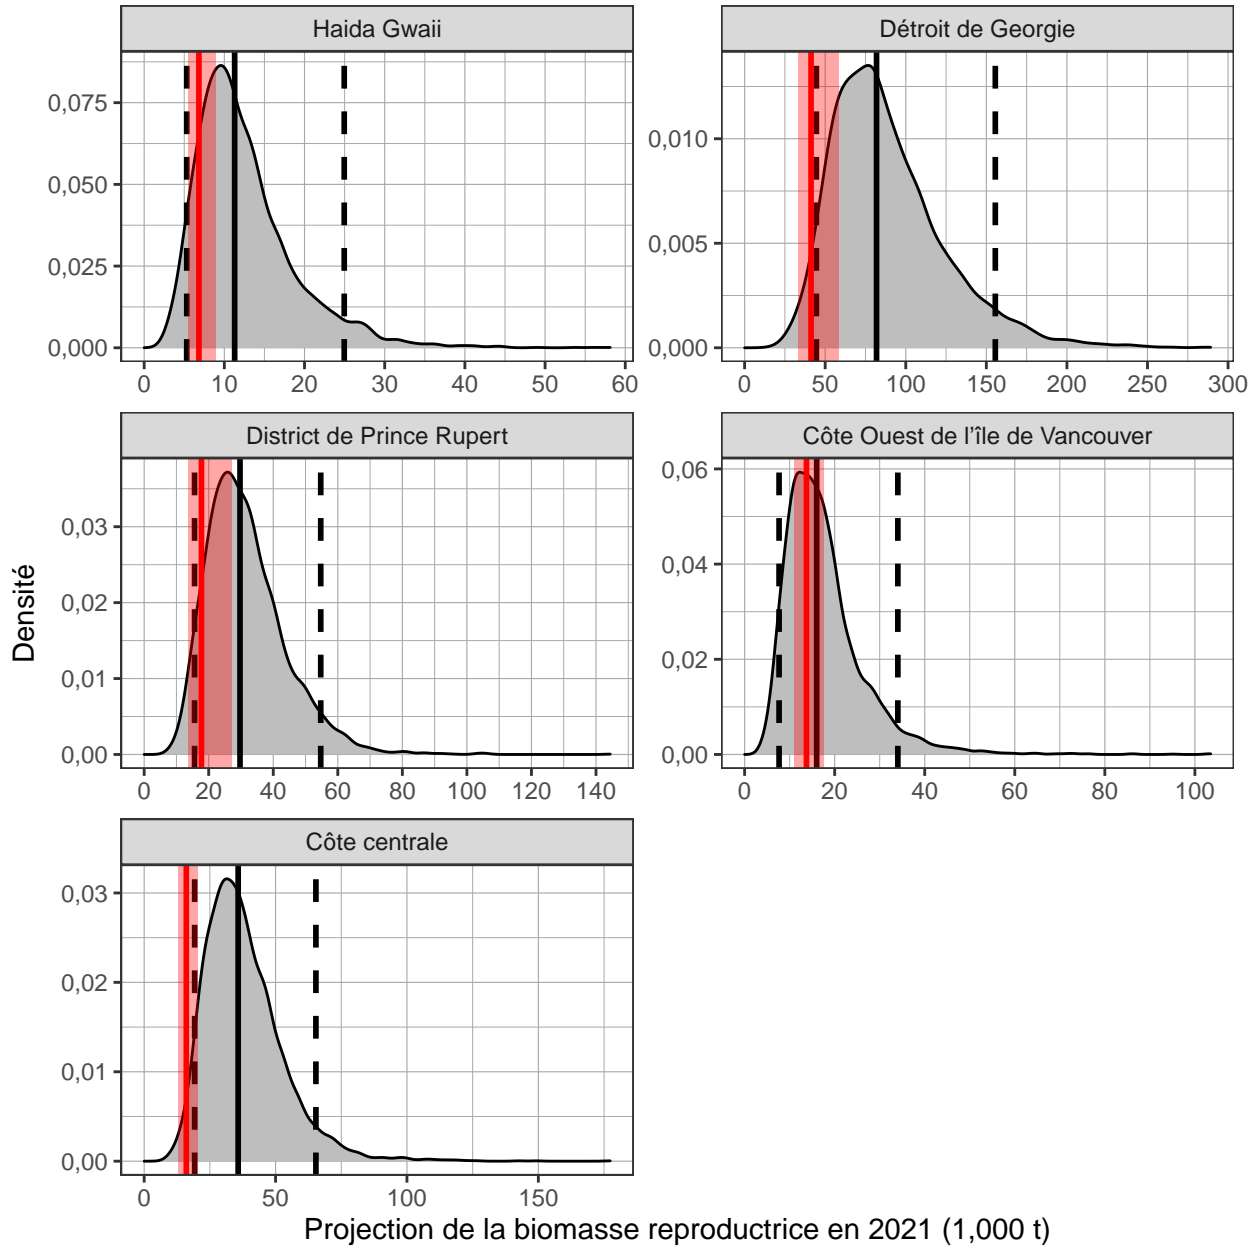 Haida Gwaii
0,075
0,050
0,025
0,000
0 10 20 30 40 50 60
Détroit de Georgie
0,010
0,005
0,000
0 50 100 150 200 250 300
District de Prince Rupert
0,03
0,02
0,01
0,00
0 20 40 60 80 100 120 140
Côte Ouest de l’île de Vancouver
0,06
0,04
0,02
0,00
0 20 40 60 80 100
Côte centrale
0,03
0,02
0,01
0,00
0 50 100 150
Densité
Projection de la biomasse reproductrice en 2021 (1,000 t)